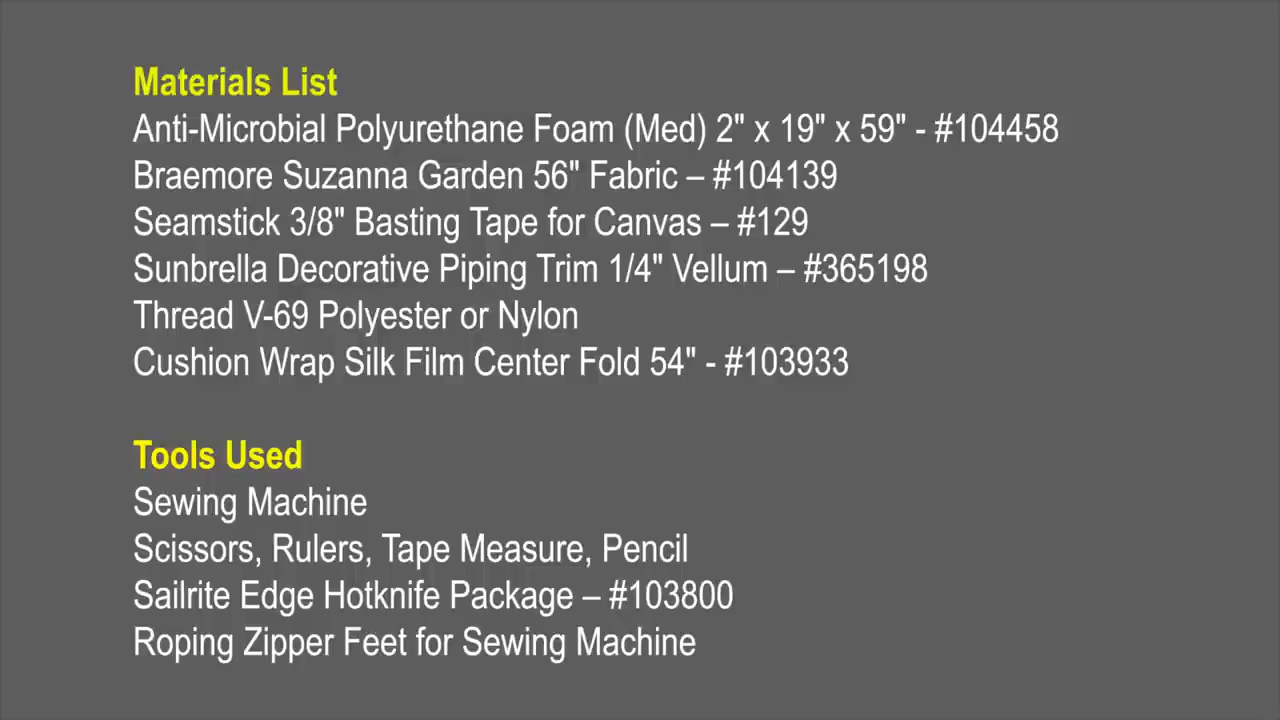 Materials List
Anti-Microbial Polyurethane Foam (Med) 2" x 19" x 59" - #104458
Braemore Suzanna Garden 56" Fabric – #104139
Seamstick 3/8" Basting Tape for Canvas – #129
Sunbrella Decorative Piping Trim 1/4" Vellum – #365198
Thread V-69 Polyester or Nylon
Cushion Wrap Silk Film Center Fold 54" - #103933
Tools Used
Sewing Machine
Scissors, Rulers, Tape Measure, Pencil
Sailrite Edge Hotknife Package – #103800
Roping Zipper Feet for Sewing Machine